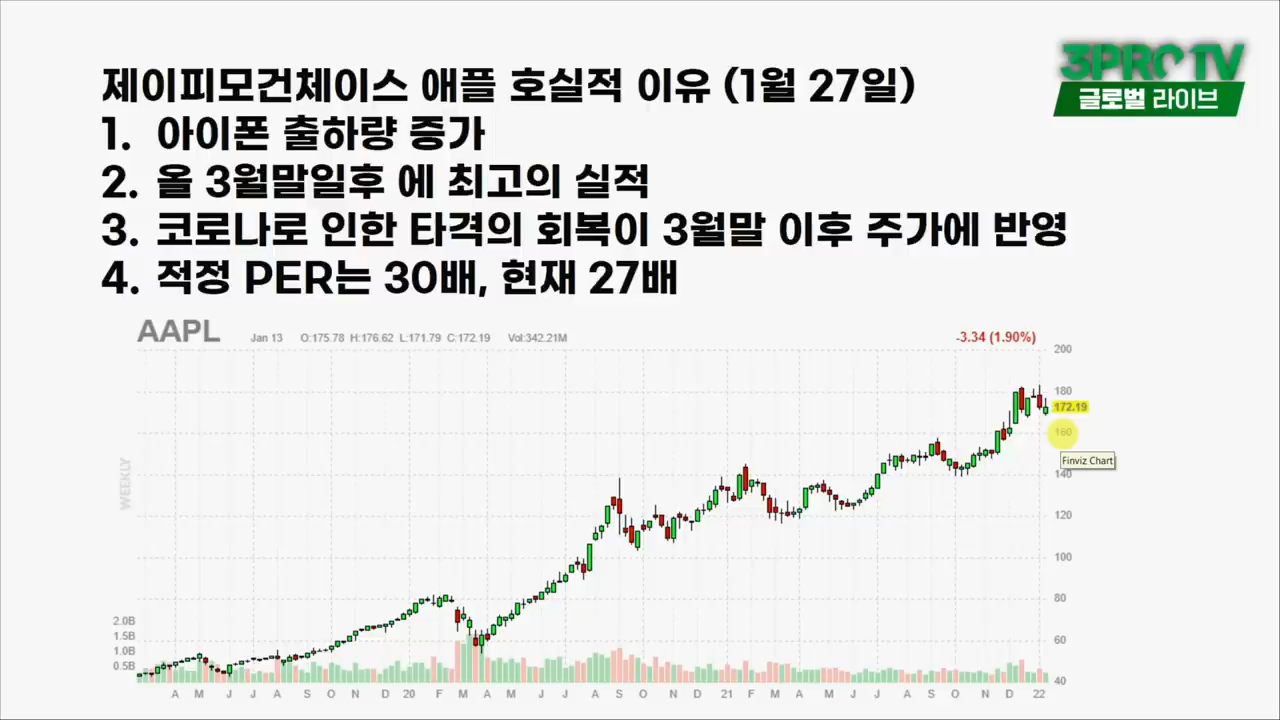 제이피모건체이스 애플 호실적 이유 (1월 27일)
3PROTV
글로벌 라이브
1. 아이폰 출하량 증가
2. 올 3월말일후 에 최고의 실적
3. 코로나로 인한 타격의 회복이 3월말 이후 주가에 반영
4. 적정 PER는 30배, 현재 27배
AAPL Jan 13 O:175.78 H:176.62 L:171.79 C:172.19 Vol:342.21M -3.34 (1.90%)
200
180
172.19
160
Finviz Chart
140
WEEKLY
120
100
80
2.0B
1.5B
60
1.0B
0.5B
40
A M J J A S O N D 20 F M A M J J A S O N D 21 F M A M J J A S O N D 22